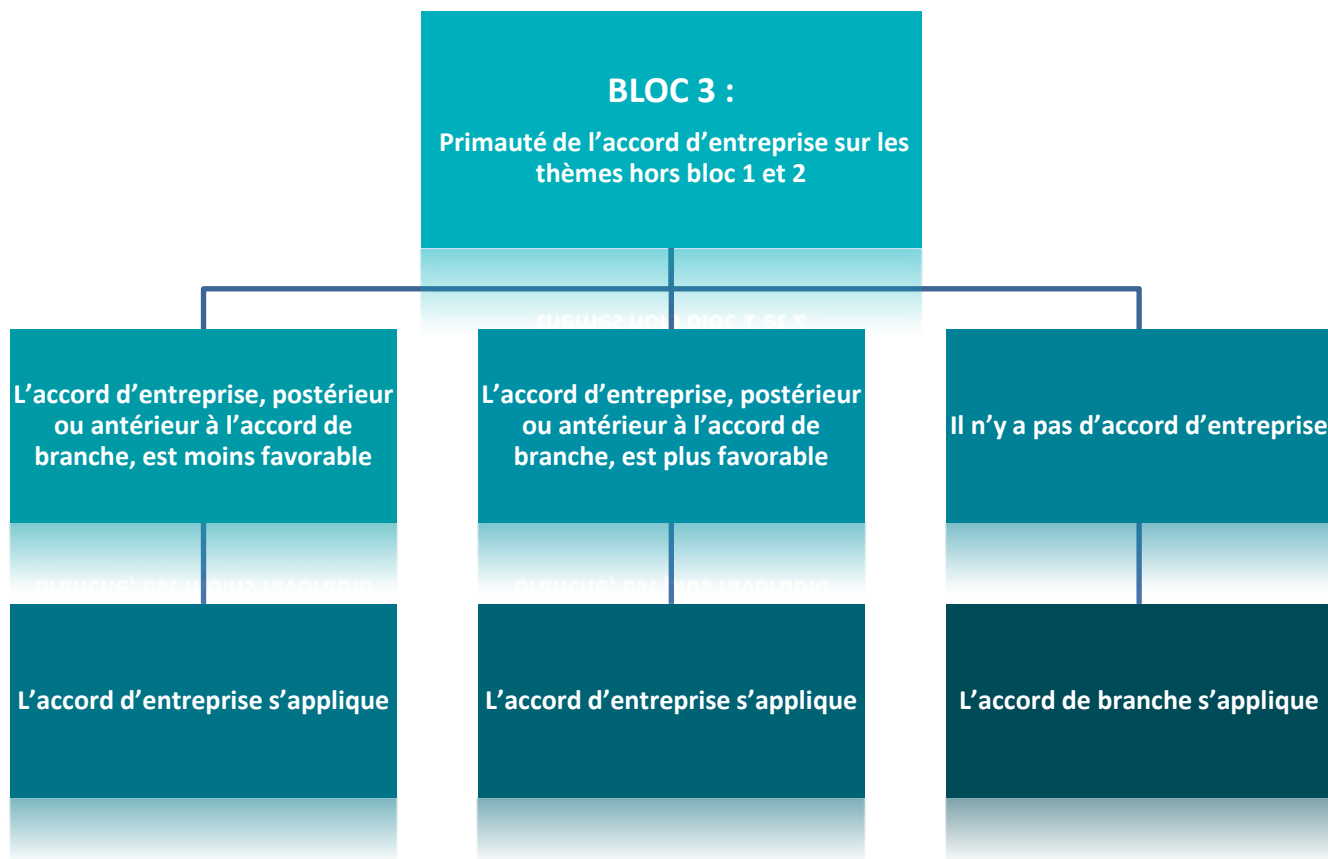 BLOC 3 :
Primauté de l’accord d’entreprise sur les
thèmes hors bloc 1 et 2
L’accord d’entreprise, postérieur
ou antérieur à l’accord de
branche, est moins favorable
L’accord d’entreprise, postérieur
ou antérieur à l’accord de
branche, est plus favorable
Il n’y a pas d’accord d’entreprise
L’accord d’entreprise s’applique
L’accord d’entreprise s’applique
L’accord de branche s’applique